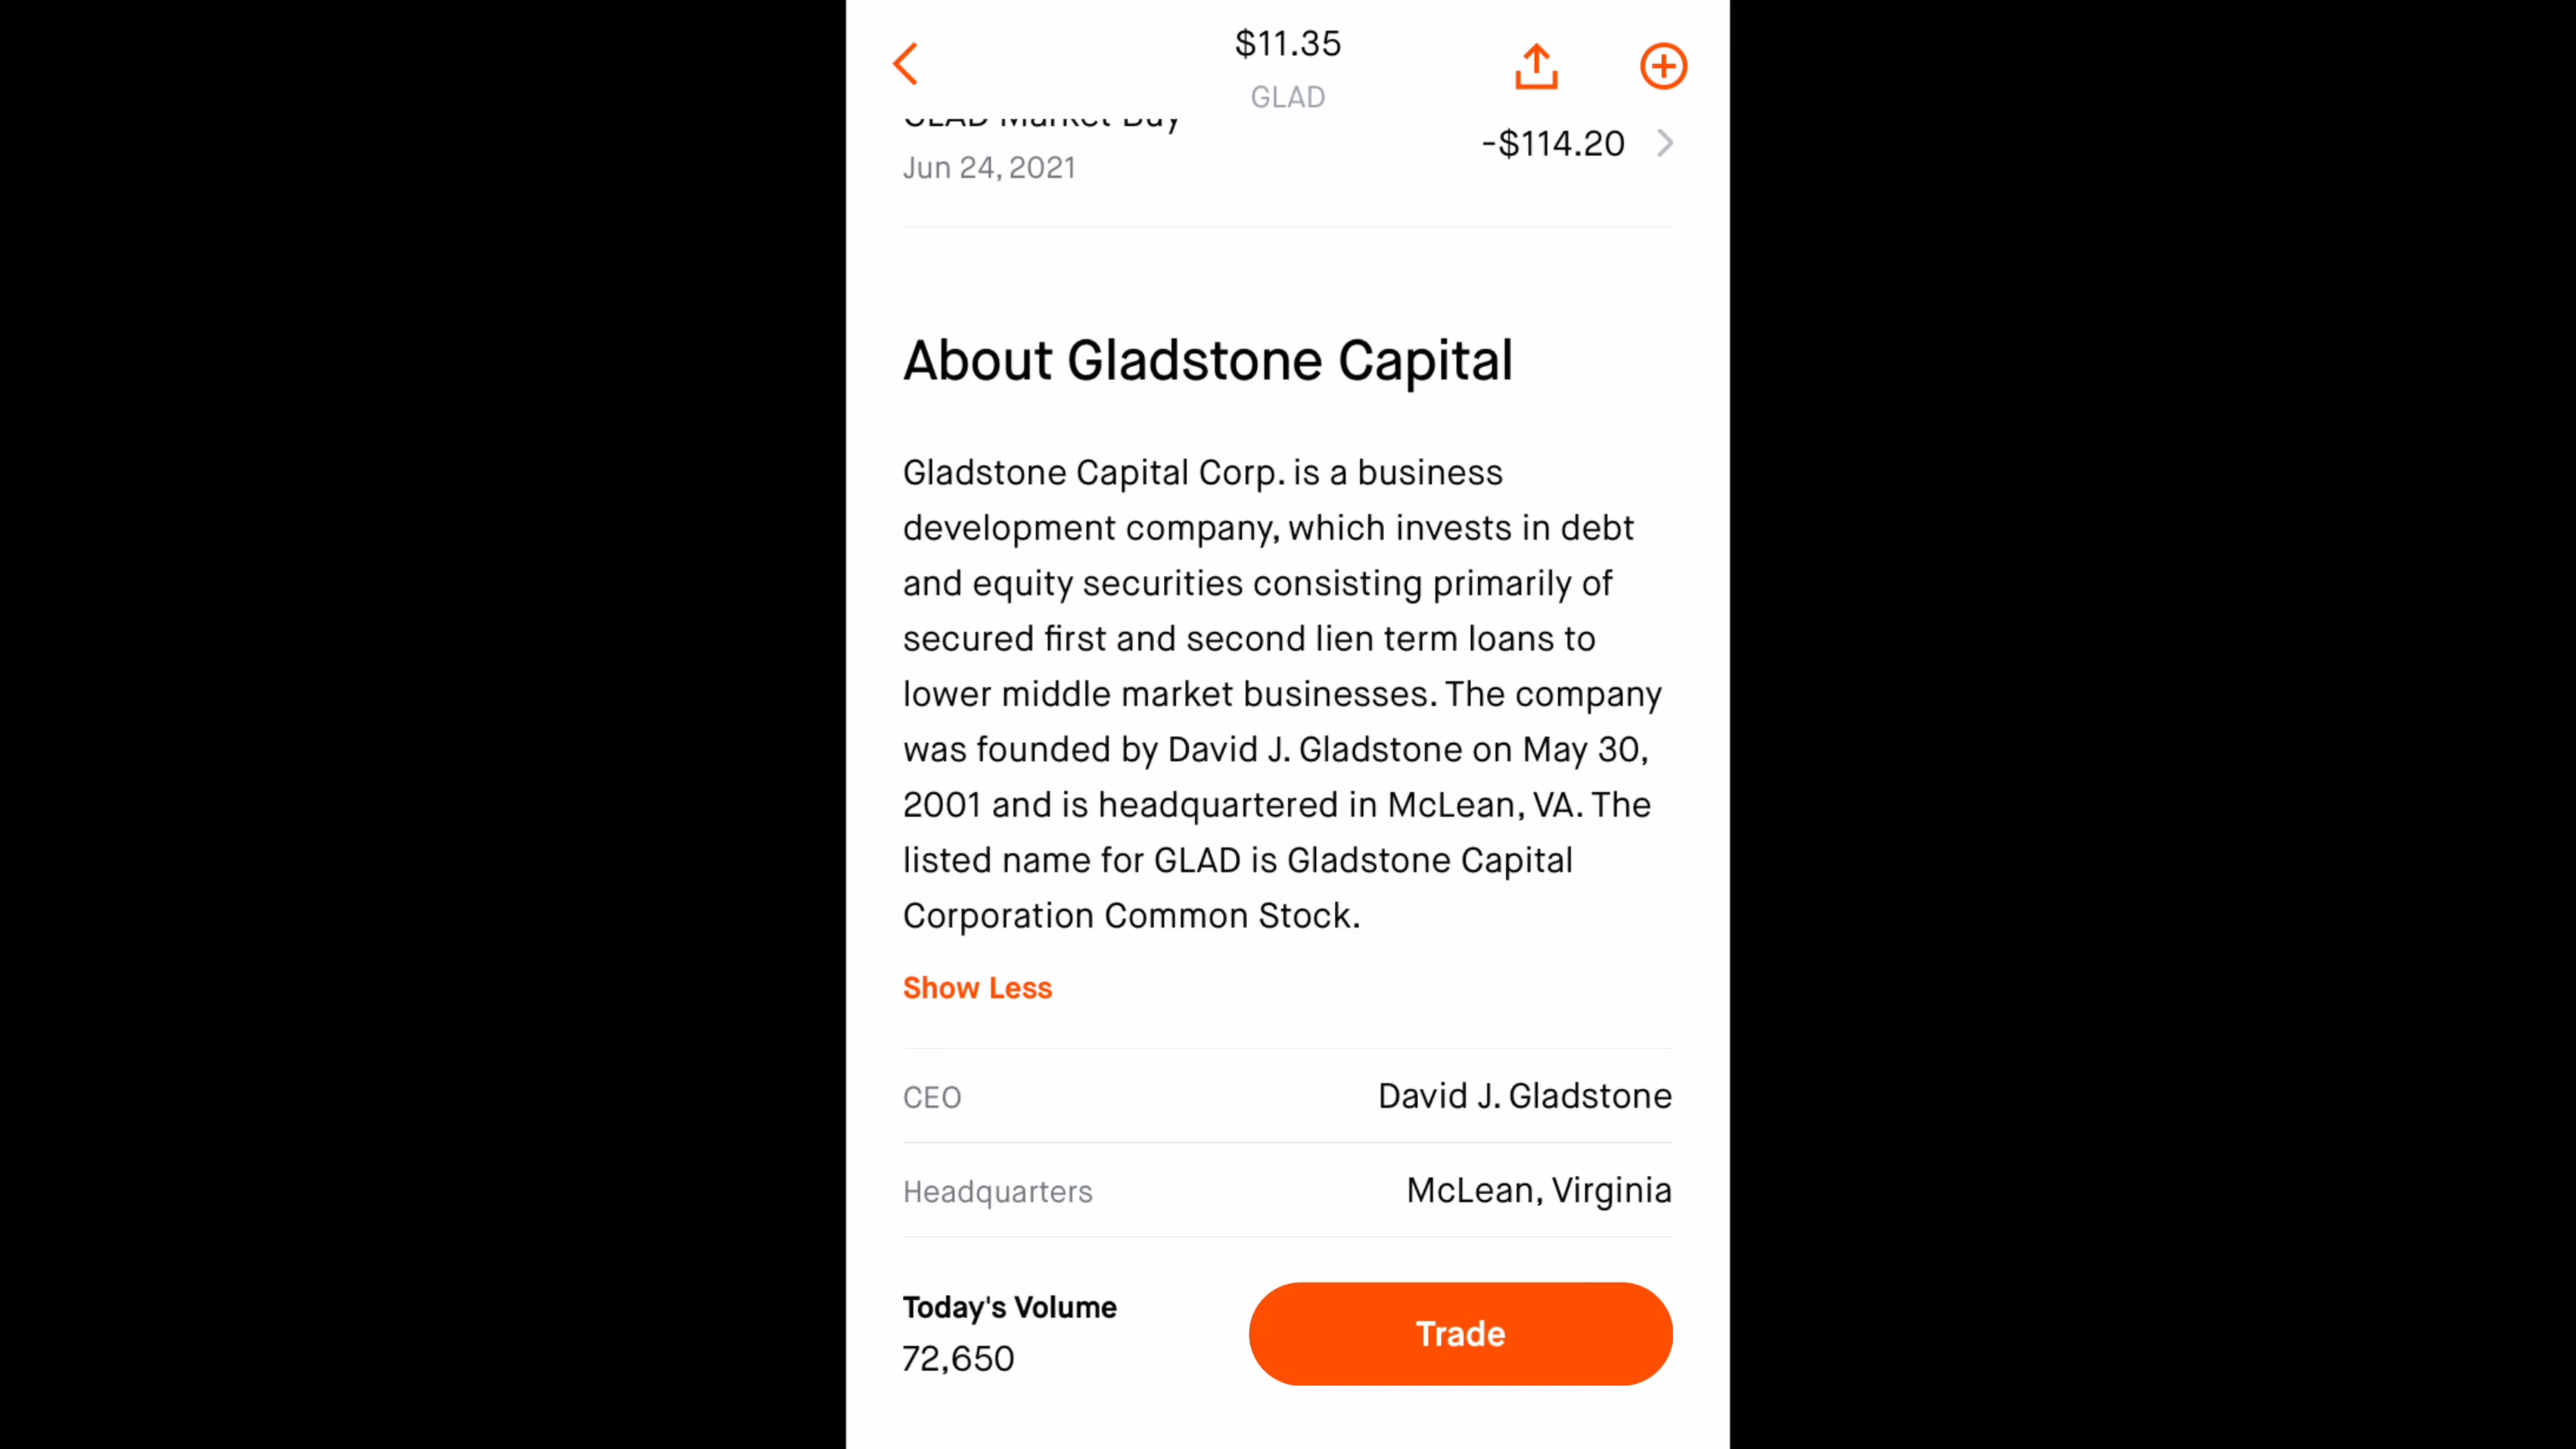 $11.35
GLAD
GLAD Market Buy
Jun 24, 2021
-$114.20
About Gladstone Capital
Gladstone Capital Corp. is a business
development company, which invests in debt
and equity securities consisting primarily of
secured first and second lien term loans to
lower middle market businesses. The company
was founded by David J. Gladstone on May 30,
2001 and is headquartered in McLean, VA. The
listed name for GLAD is Gladstone Capital
Corporation Common Stock.
Show Less
CEO
David J. Gladstone
Headquarters
McLean, Virginia
Today's Volume
72,650
Trade